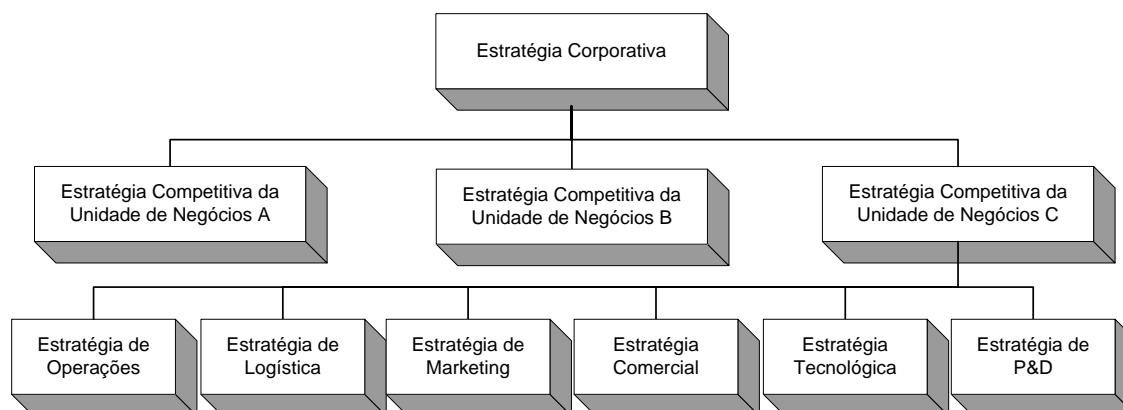 Estratégia Corporativa
Estratégia Competitiva da
Unidade de Negócios A
Estratégia Competitiva da
Unidade de Negócios B
Estratégia Competitiva da
Unidade de Negócios C
Estratégia de
Operações
Estratégia de
Logística
Estratégia de
Marketing
Estratégia
Comercial
Estratégia
Tecnológica
Estratégia de
P&D